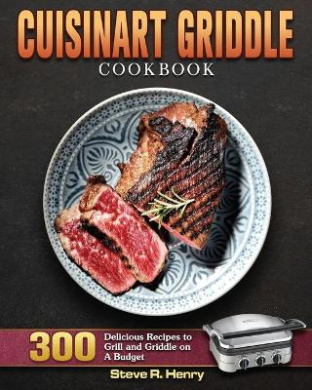 CUISINART GRIDDLE
COOKBOOK
300
Delicious Recipes to
Grill and Griddle on
A Budget
Steve R. Henry